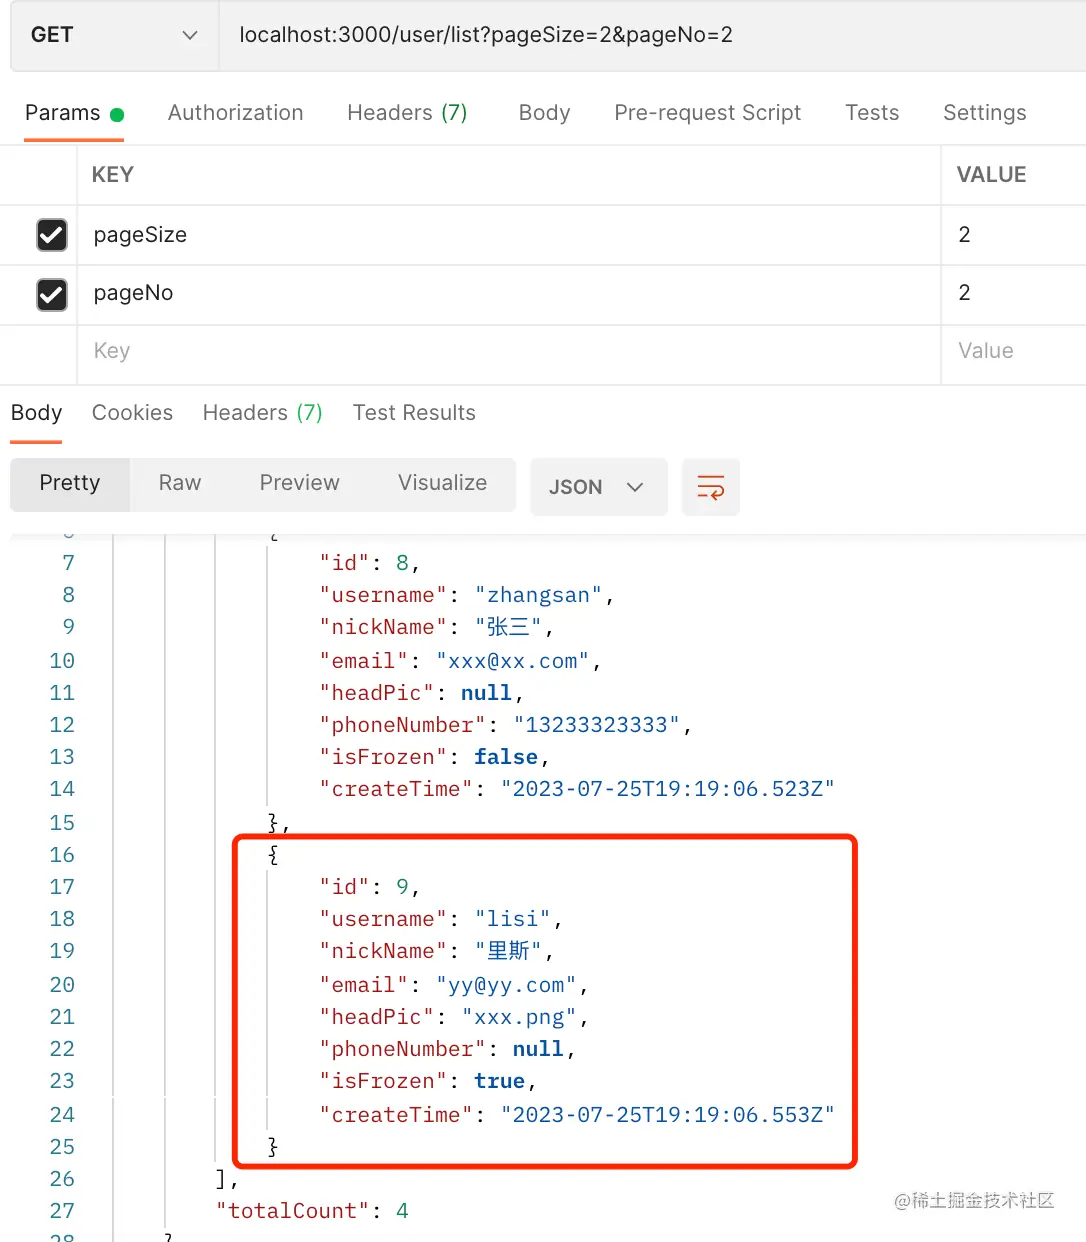 GET localhost:3000/user/list?pageSize=2&pageNo=2
Params Authorization Headers (7) Body Pre-request Script Tests Settings
KEY VALUE
pageSize 2
pageNo 2
Key Value
Body Cookies Headers (7) Test Results
Pretty Raw Preview Visualize JSON
7 "id": 8,
8 "username": "zhangsan",
9 "nickName": "张三",
10 "email": "xxx@xx.com",
11 "headPic": null,
12 "phoneNumber": "13233323333",
13 "isFrozen": false,
14 "createTime": "2023-07-25T19:19:06.523Z"
15 },
16 {
17 "id": 9,
18 "username": "lisi",
19 "nickName": "里斯",
20 "email": "yy@yy.com",
21 "headPic": "xxx.png",
22 "phoneNumber": null,
23 "isFrozen": true,
24 "createTime": "2023-07-25T19:19:06.553Z"
25 }
26 ],
27 "totalCount": 4
@稀土掘金技术社区